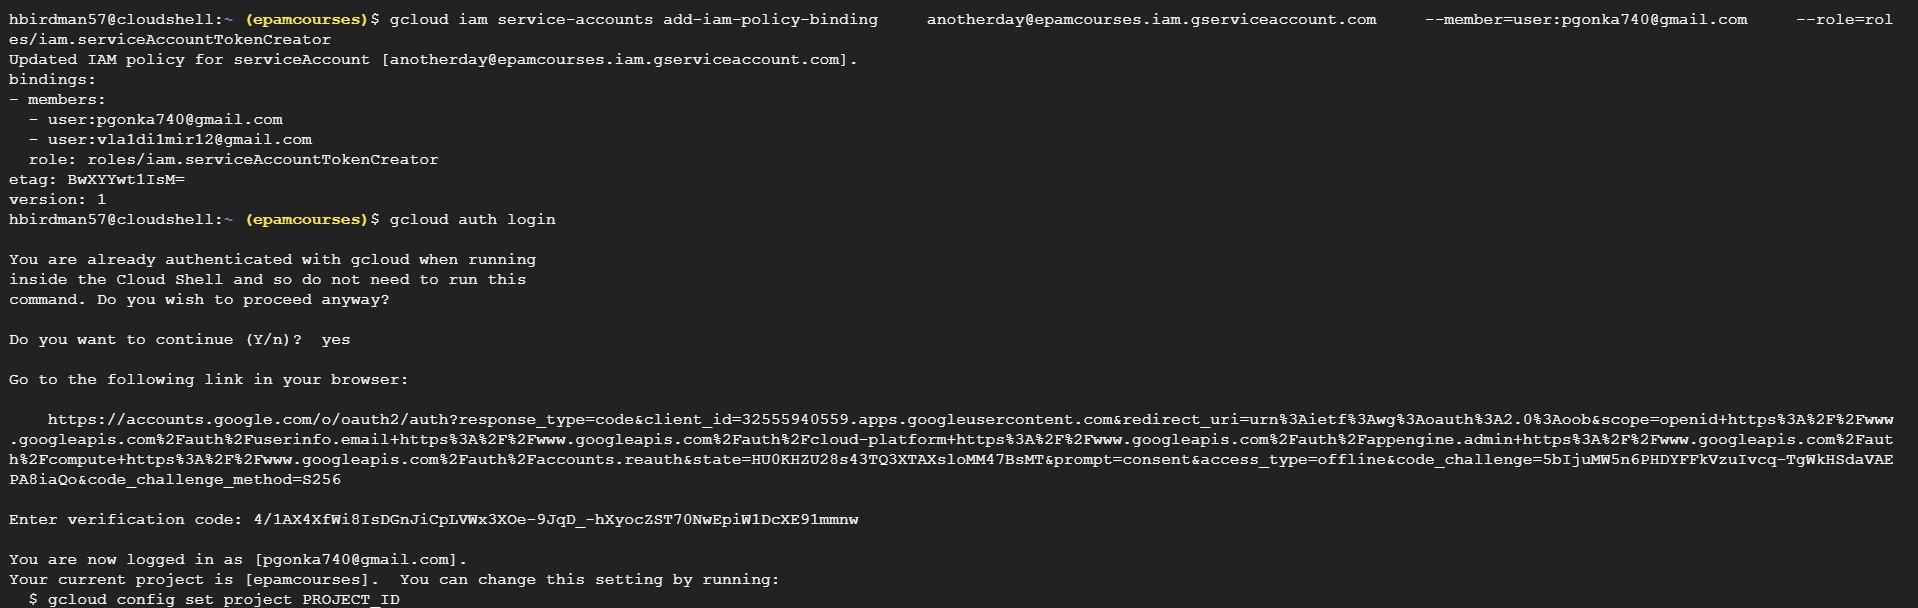 hbirdman57@cloudshell:~ (epamcourses)$ gcloud iam service-accounts add-iam-policy-binding     anotherday@epamcourses.iam.gserviceaccount.com     --member=user:pgonka740@gmail.com     --role=rol
es/iam.serviceAccountTokenCreator
Updated IAM policy for serviceAccount [anotherday@epamcourses.iam.gserviceaccount.com].
bindings:
- members:
  - user:pgonka740@gmail.com
  - user:vla1di1mir12@gmail.com
  role: roles/iam.serviceAccountTokenCreator
etag: BwXYYwt1IsM=
version: 1
hbirdman57@cloudshell:~ (epamcourses)$ gcloud auth login

You are already authenticated with gcloud when running
inside the Cloud Shell and so do not need to run this
command. Do you wish to proceed anyway?

Do you want to continue (Y/n)?  yes

Go to the following link in your browser:

    https://accounts.google.com/o/oauth2/auth?response_type=code&client_id=32555940559.apps.googleusercontent.com&redirect_uri=urn%3Aietf%3Awg%3Aoauth%3A2.0%3Aoob&scope=openid+https%3A%2F%2Fwww
.googleapis.com%2Fauth%2Fuserinfo.email+https%3A%2F%2Fwww.googleapis.com%2Fauth%2Fcloud-platform+https%3A%2F%2Fwww.googleapis.com%2Fauth%2Fappengine.admin+https%3A%2F%2Fwww.googleapis.com%2Faut
h%2Fcompute+https%3A%2F%2Fwww.googleapis.com%2Fauth%2Faccounts.reauth&state=HU0KHZU28s43TQ3XTAXsloMM47BsMT&prompt=consent&access_type=offline&code_challenge=5bIjuMW5n6PHDYFFkVzuIvcq-TgWkHSdaVAE
PA8iaQo&code_challenge_method=S256

Enter verification code: 4/1AX4XfWi8IsDGnJiCpLVWx3XOe-9JqD_-hXyocZST70NwEpiW1DcXE91mmnw

You are now logged in as [pgonka740@gmail.com].
Your current project is [epamcourses].  You can change this setting by running:
  $ gcloud config set project PROJECT_ID